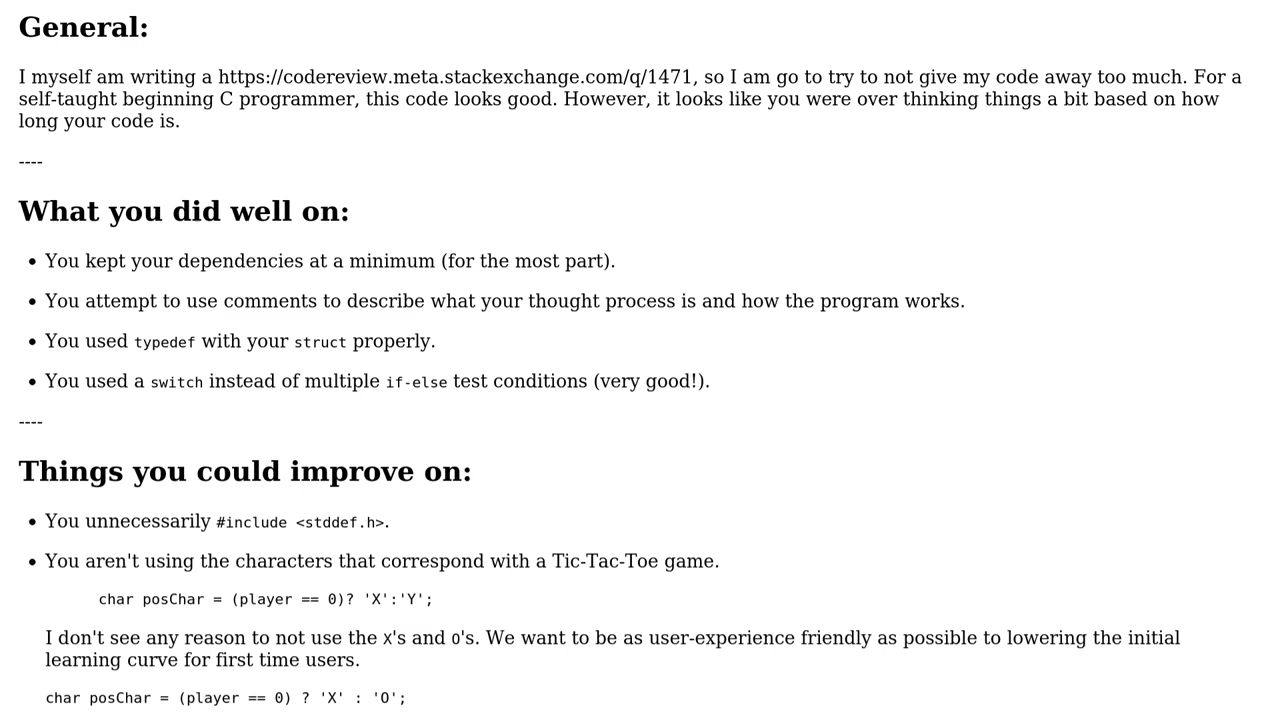 General:
I myself am writing a https://codereview.meta.stackexchange.com/q/1471, so I am go to try to not give my code away too much. For a
self-taught beginning C programmer, this code looks good. However, it looks like you were over thinking things a bit based on how
long your code is.
----
What you did well on:
• You kept your dependencies at a minimum (for the most part).
• You attempt to use comments to describe what your thought process is and how the program works.
• You used typedef with your struct properly.
• You used a switch instead of multiple if-else test conditions (very good!).
----
Things you could improve on:
• You unnecessarily #include <stddef.h>.
• You aren't using the characters that correspond with a Tic-Tac-Toe game.
char posChar = (player == 0)? 'X':'Y';
I don't see any reason to not use the X's and O's. We want to be as user-experience friendly as possible to lowering the initial
learning curve for first time users.
char posChar = (player == 0) ? 'X' : 'O';